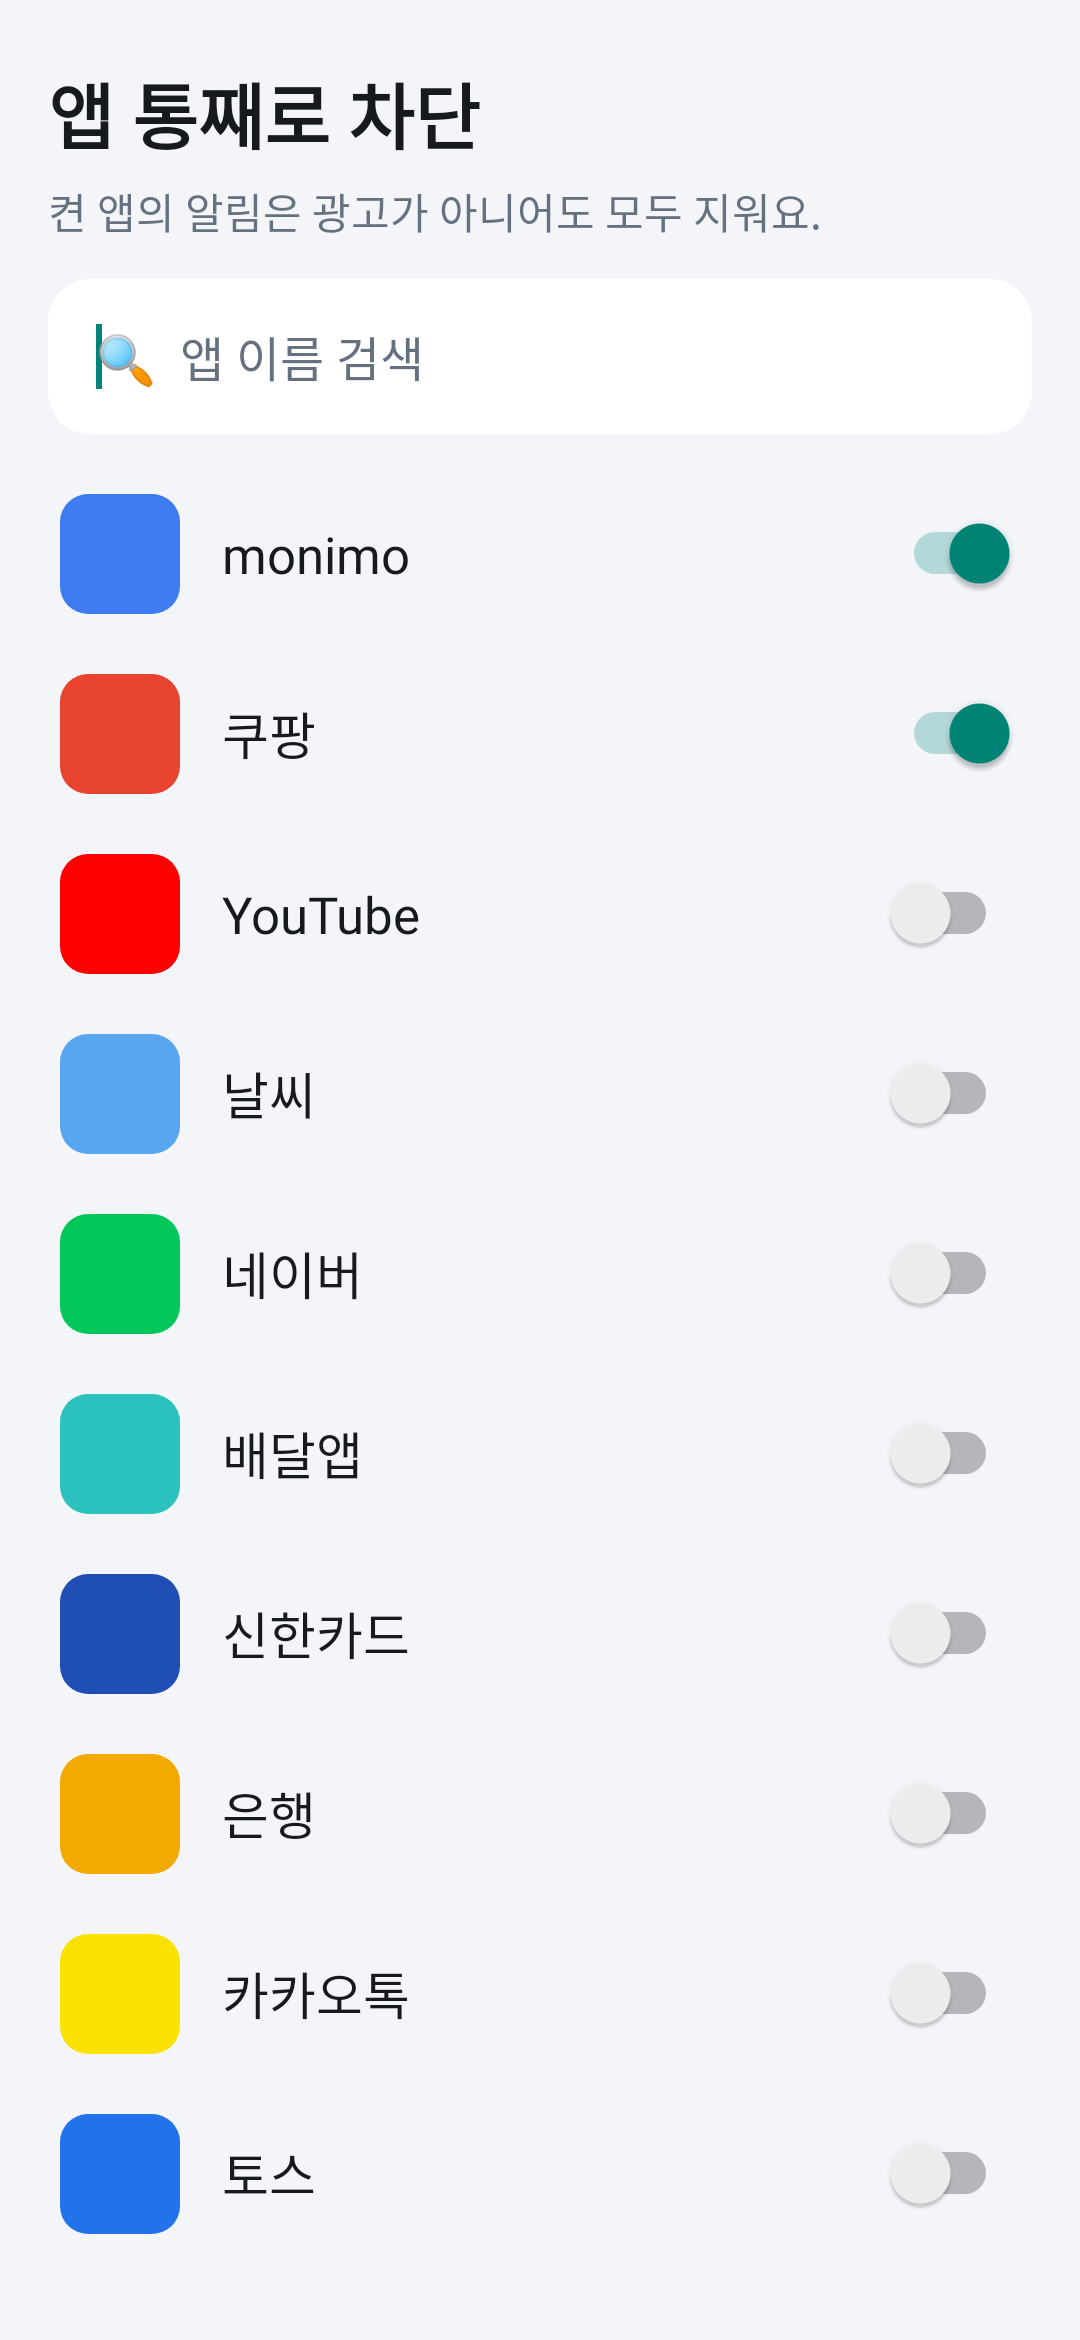 앱 통째로 차단
켠 앱의 알림은 광고가 아니어도 모두 지워요.
🔍 앱 이름 검색
monimo
쿠팡
YouTube
날씨
네이버
배달앱
신한카드
은행
카카오톡
토스